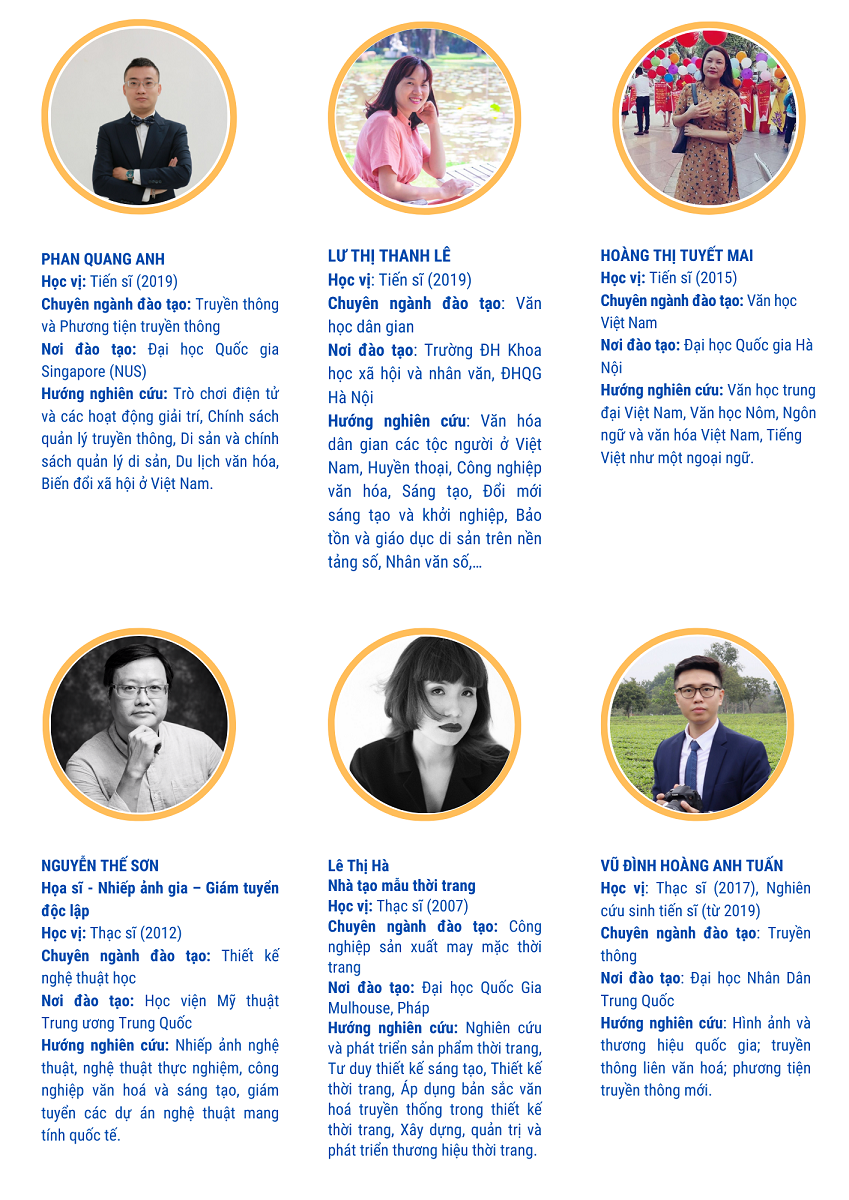 PHAN QUANG ANH
Học vị: Tiến sĩ (2019)
Chuyên ngành đào tạo: Truyền thông
và Phương tiện truyền thông
Nơi đào tạo: Đại học Quốc gia
Singapore (NUS)
Hướng nghiên cứu: Trò chơi điện tử
và các hoạt động giải trí, Chính sách
quản lý truyền thông, Di sản và chính
sách quản lý di sản, Du lịch văn hóa,
Biến đổi xã hội ở Việt Nam.
LƯ THỊ THANH LÊ
Học vị: Tiến sĩ (2019)
Chuyên ngành đào tạo: Văn
học dân gian
Nơi đào tạo: Trường ĐH Khoa
học xã hội và nhân văn, ĐHQG
Hà Nội
Hướng nghiên cứu: Văn hóa
dân gian các tộc người ở Việt
Nam, Huyền thoại, Công nghiệp
văn hóa, Sáng tạo, Đổi mới
sáng tạo và khởi nghiệp, Bảo
tồn và giáo dục di sản trên nền
tảng số, Nhân văn số,...
HOÀNG THỊ TUYẾT MAI
Học vị: Tiến sĩ (2015)
Chuyên ngành đào tạo: Văn học
Việt Nam
Nơi đào tạo: Đại học Quốc gia Hà
Nội
Hướng nghiên cứu: Văn học trung
đại Việt Nam, Văn học Nôm, Ngôn
ngữ và văn hóa Việt Nam, Tiếng
Việt như một ngoại ngữ.
NGUYỄN THẾ SƠN
Họa sĩ - Nhiếp ảnh gia – Giám tuyển
độc lập
Học vị: Thạc sĩ (2012)
Chuyên ngành đào tạo: Thiết kế
nghệ thuật học
Nơi đào tạo: Học viện Mỹ thuật
Trung ương Trung Quốc
Hướng nghiên cứu: Nhiếp ảnh nghệ
thuật, nghệ thuật thực nghiệm, công
nghiệp văn hoá và sáng tạo, giám
tuyển các dự án nghệ thuật mang
tính quốc tế.
Lê Thị Hà
Nhà tạo mẫu thời trang
Học vị: Thạc sĩ (2007)
Chuyên ngành đào tạo: Công
nghiệp sản xuất may mặc thời
trang
Nơi đào tạo: Đại học Quốc Gia
Mulhouse, Pháp
Hướng nghiên cứu: Nghiên cứu
và phát triển sản phẩm thời trang,
Tư duy thiết kế sáng tạo, Thiết kế
thời trang, Áp dụng bản sắc văn
hoá truyền thống trong thiết kế
thời trang, Xây dựng, quản trị và
phát triển thương hiệu thời trang.
VŨ ĐÌNH HOÀNG ANH TUẤN
Học vị: Thạc sĩ (2017), Nghiên
cứu sinh tiến sĩ (từ 2019)
Chuyên ngành đào tạo: Truyền
thông
Nơi đào tạo: Đại học Nhân Dân
Trung Quốc
Hướng nghiên cứu: Hình ảnh và
thương hiệu quốc gia; truyền
thông liên văn hoá; phương tiện
truyền thông mới.